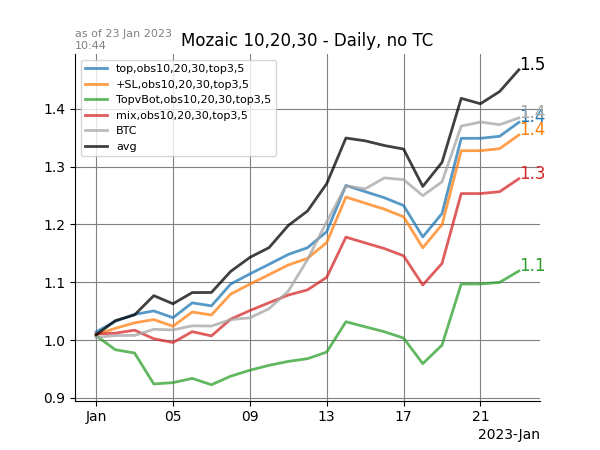 as of 23 Jan 2023
10:44
Mozaic 10,20,30 - Daily, no TC
top,obs10,20,30,top3,5
+SL,obs10,20,30,top3,5
TopvBot,obs10,20,30,top3,5
mix,obs10,20,30,top3,5
BTC
avg
1.5
1.4
1.4
1.4
1.3
1.1
1.4
1.3
1.2
1.1
1.0
0.9
Jan 05 09 13 17 21
2023-Jan